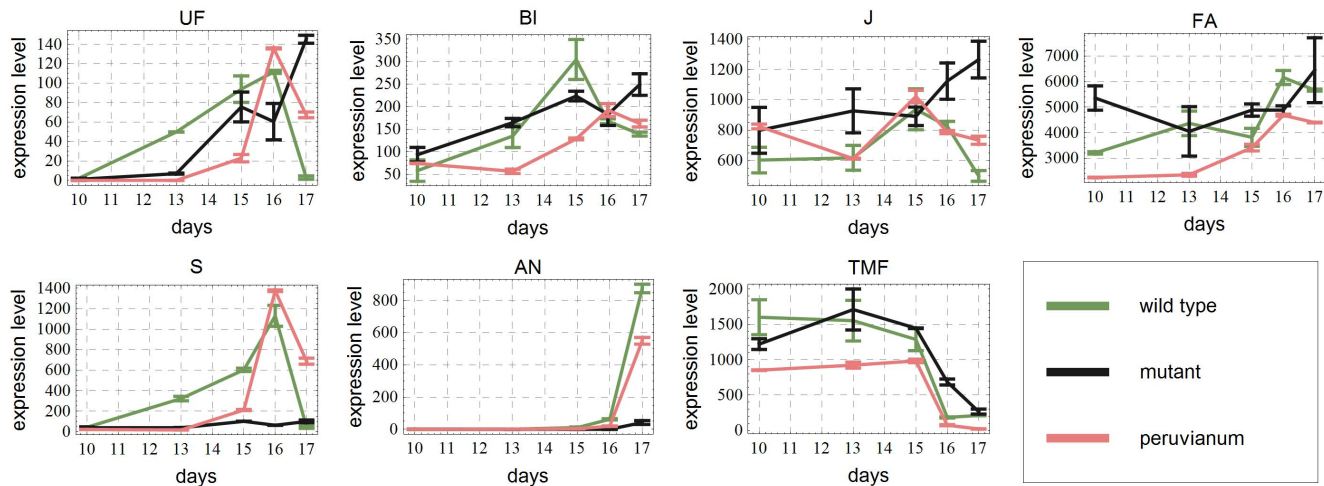 UF
expression level
140
120
100
80
60
40
20
0
10 11 12 13 14 15 16 17
days
BI
expression level
350
300
250
200
150
100
50
10 11 12 13 14 15 16 17
days
J
expression level
1400
1200
1000
800
600
10 11 12 13 14 15 16 17
days
FA
expression level
7000
6000
5000
4000
3000
10 11 12 13 14 15 16 17
days
S
expression level
1400
1200
1000
800
600
400
200
0
10 11 12 13 14 15 16 17
days
AN
expression level
800
600
400
200
0
10 11 12 13 14 15 16 17
days
TMF
expression level
2000
1500
1000
500
0
10 11 12 13 14 15 16 17
days
wild type
mutant
peruvianum